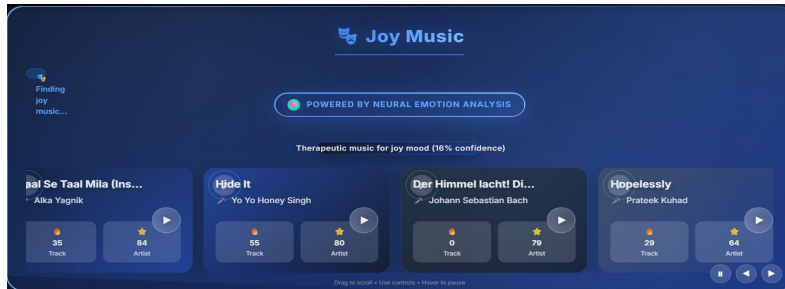 Joy Music
Finding
joy
music...
POWERED BY NEURAL EMOTION ANALYSIS
Therapeutic music for joy mood (16% confidence)
aal Se Taal Mila (Ins...
Alka Yagnik
35
Track
84
Artist
Hide It
Yo Yo Honey Singh
55
Track
80
Artist
Der Himmel lacht! Di...
Johann Sebastian Bach
0
Track
79
Artist
Hopelessly
Prateek Kuhad
29
Track
64
Artist
Drag to scroll • Use controls • Hover to pause